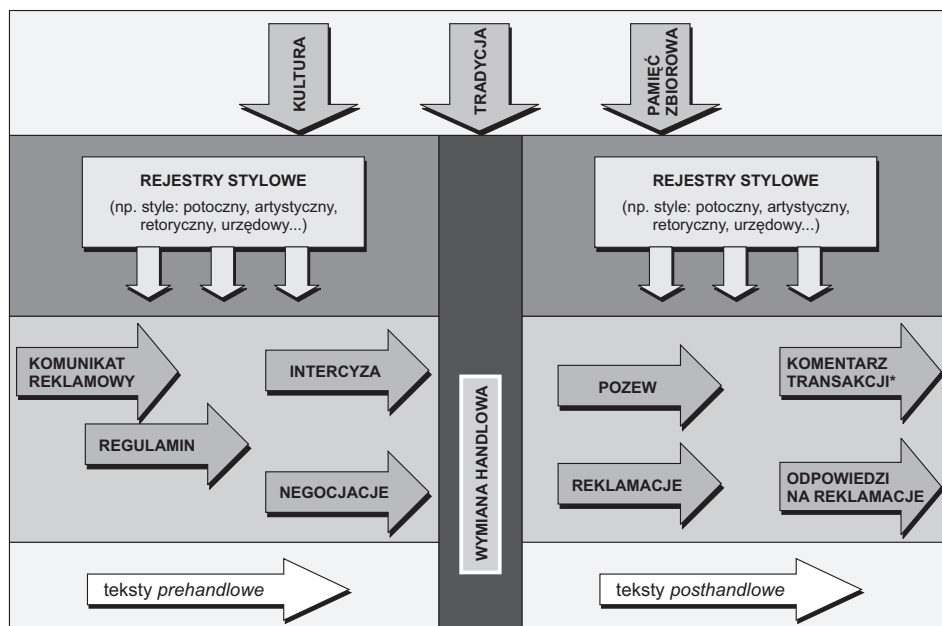 KULTURA
TRADYCJA
PAMIĘĆ
ZBIOROWA
REJESTRY STYLOWE
(np. style: potoczny, artystyczny,
retoryczny, urzędowy...)
REJESTRY STYLOWE
(np. style: potoczny, artystyczny,
retoryczny, urzędowy...)
KOMUNIKAT
REKLAMOWY
REGULAMIN
INTERCYZA
NEGOCJACJE
WYMIANA HANDLOWA
POZEW
REKLAMACJE
KOMENTARZ
TRANSAKCJI*
ODPOWIEDZI
NA REKLAMACJE
teksty prehandlowe
teksty posthandlowe